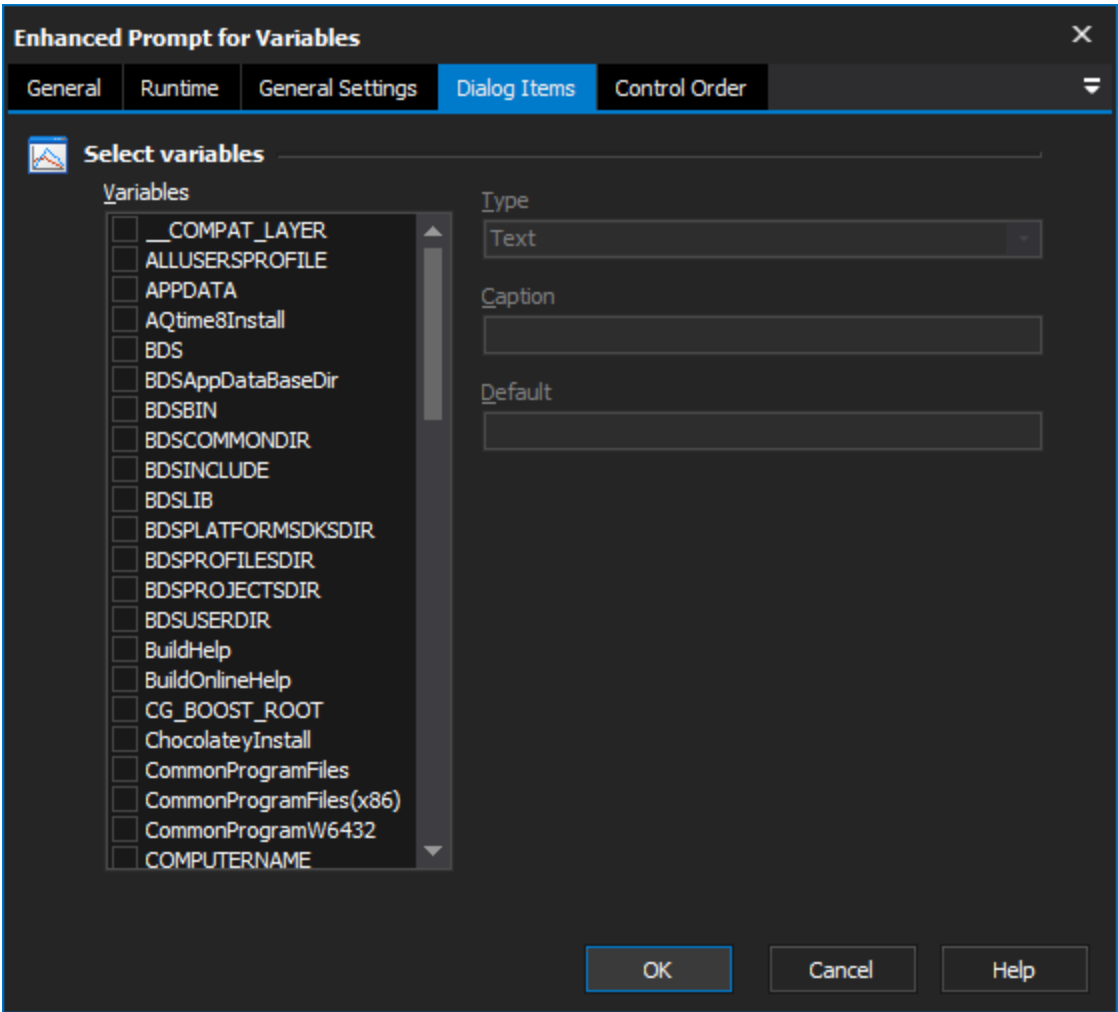 Enhanced Prompt for Variables
General Runtime General Settings Dialog Items Control Order
Select variables
Variables
__COMPAT_LAYER
ALLUSERSPROFILE
APPDATA
AQtime8Install
BDS
BDSAppDataBaseDir
BDSBIN
BDSCOMMONDIR
BDSINCLUDE
BDSLIB
BDSPLATFORMSDKSDIR
BDSPROFILESDIR
BDSPROJECTSDIR
BDSUSERDIR
BuildHelp
BuildOnlineHelp
CG_BOOST_ROOT
ChocolateyInstall
CommonProgramFiles
CommonProgramFiles(x86)
CommonProgramW6432
COMPUTERNAME
Type
Text
Caption
Default
OK Cancel Help